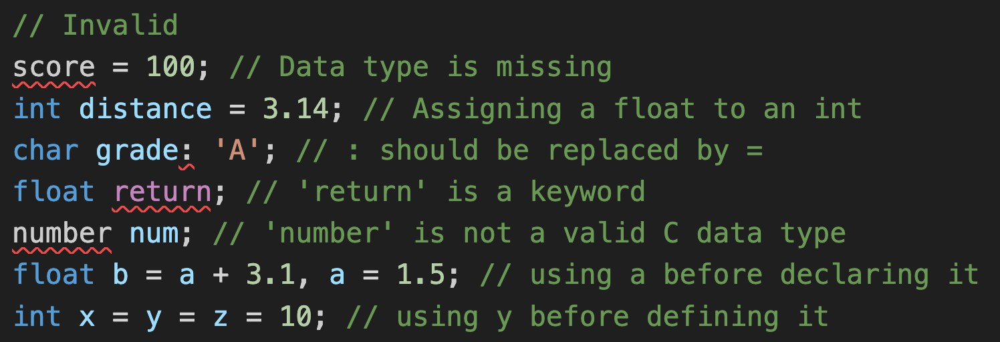 // Invalid
score = 100; // Data type is missing
int distance = 3.14; // Assigning a float to an int
char grade: 'A'; // : should be replaced by =
float return; // 'return' is a keyword
number num; // 'number' is not a valid C data type
float b = a + 3.1, a = 1.5; // using a before declaring it
int x = y = z = 10; // using y before defining it